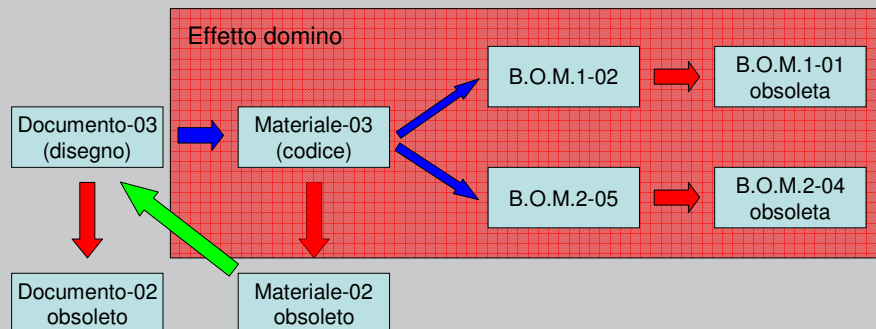 Effetto domino
B.O.M.1-02
B.O.M.1-01
obsoleta
Documento-03
(disegno)
Materiale-03
(codice)
B.O.M.2-05
B.O.M.2-04
obsoleta
Documento-02
obsoleto
Materiale-02
obsoleto